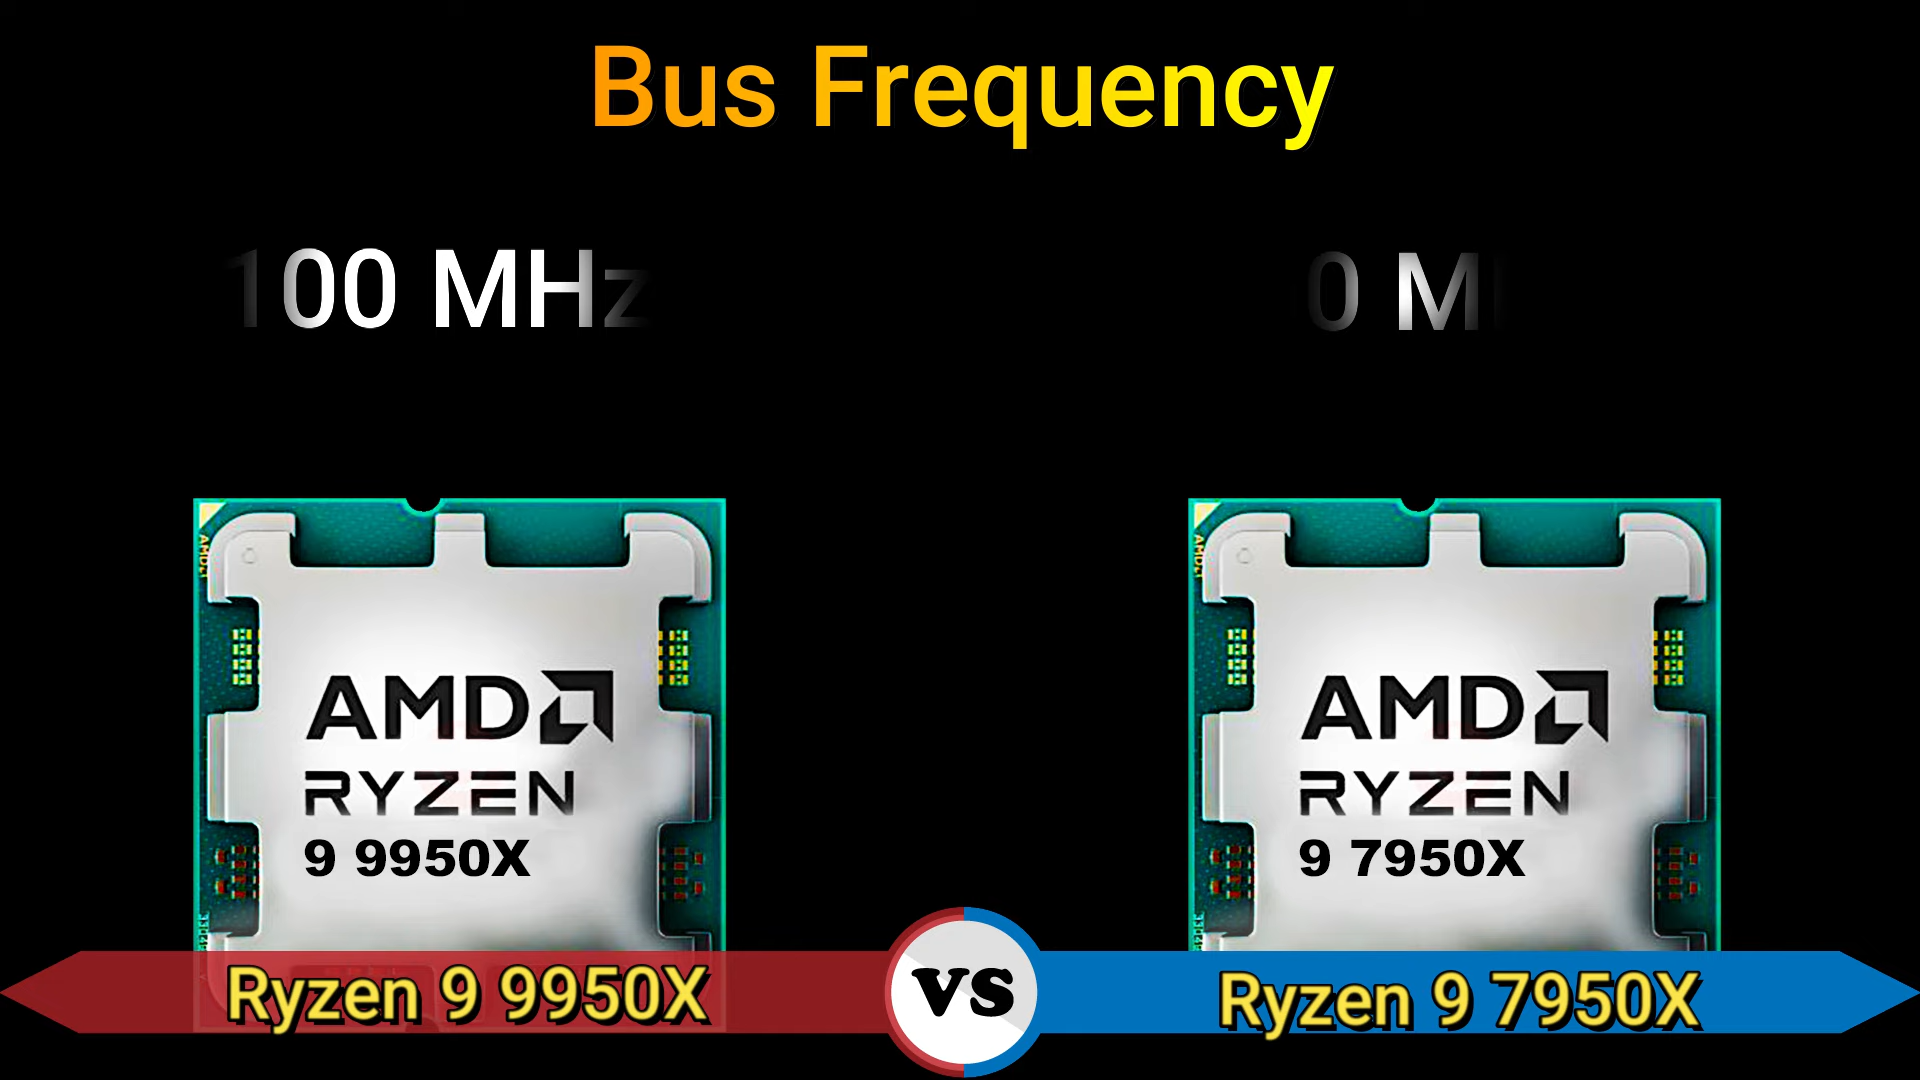 Bus Frequency
100 MHz
0 M
AMD
RYZEN
9 9950X
AMD
RYZEN
9 7950X
Ryzen 9 9950X
VS
Ryzen 9 7950X